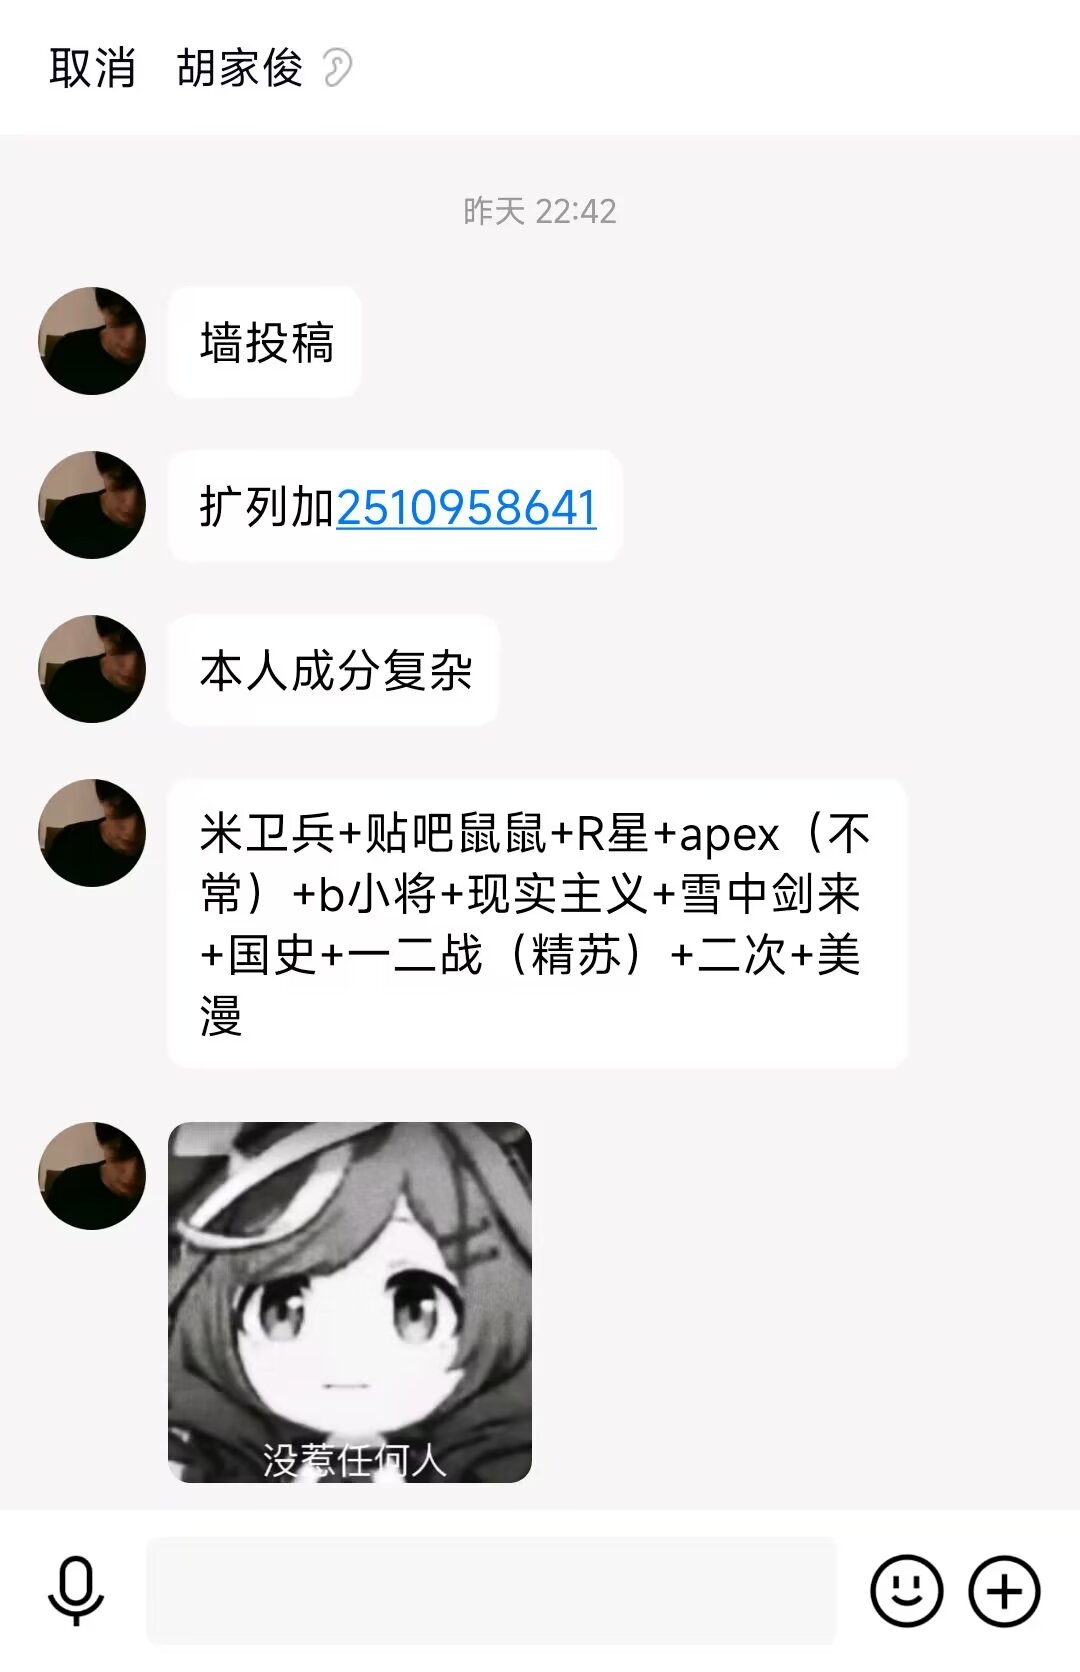 取消 胡家俊
昨天 22:42
墙投稿
扩列加2510958641
本人成分复杂
米卫兵+贴吧鼠鼠+R星+apex（不
常）+b小将+现实主义+雪中剑来
+国史+一二战（精苏）+二次+美
漫
没惹任何人